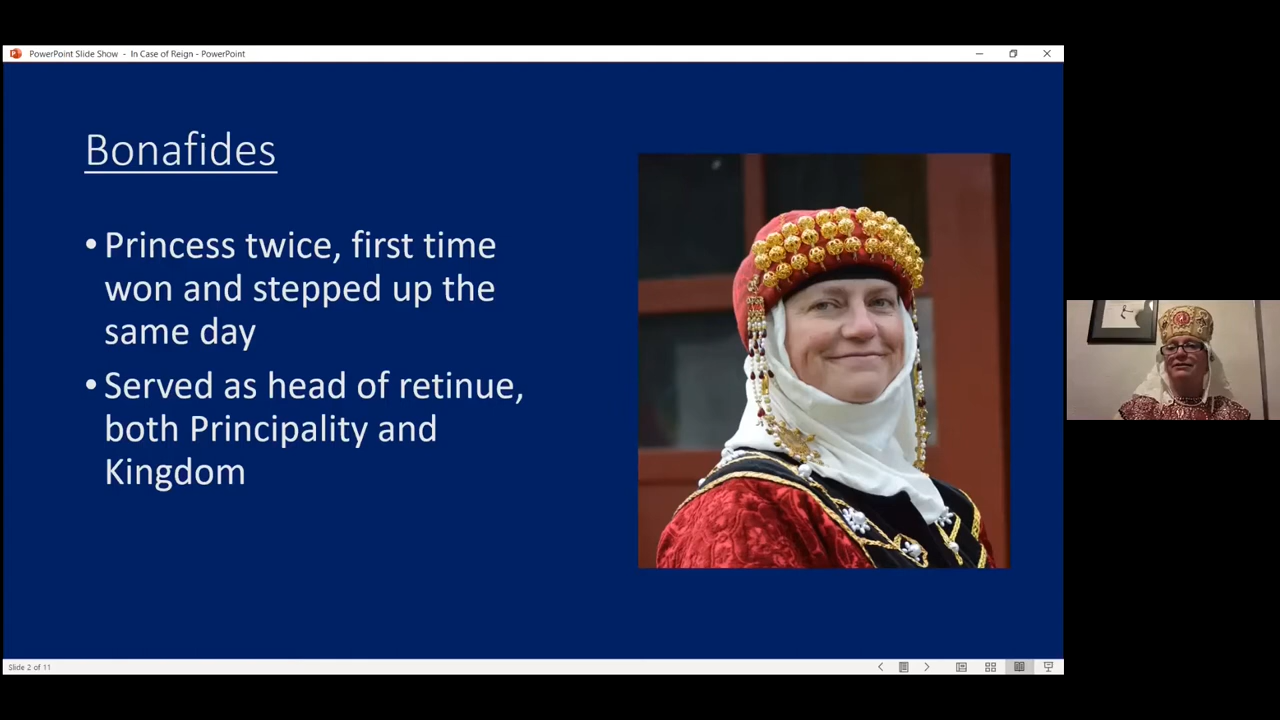 PowerPoint Slide Show - In Case of Reign - PowerPoint
Bonafides
• Princess twice, first time
won and stepped up the
same day
• Served as head of retinue,
both Principality and
Kingdom
Slide 2 of 11